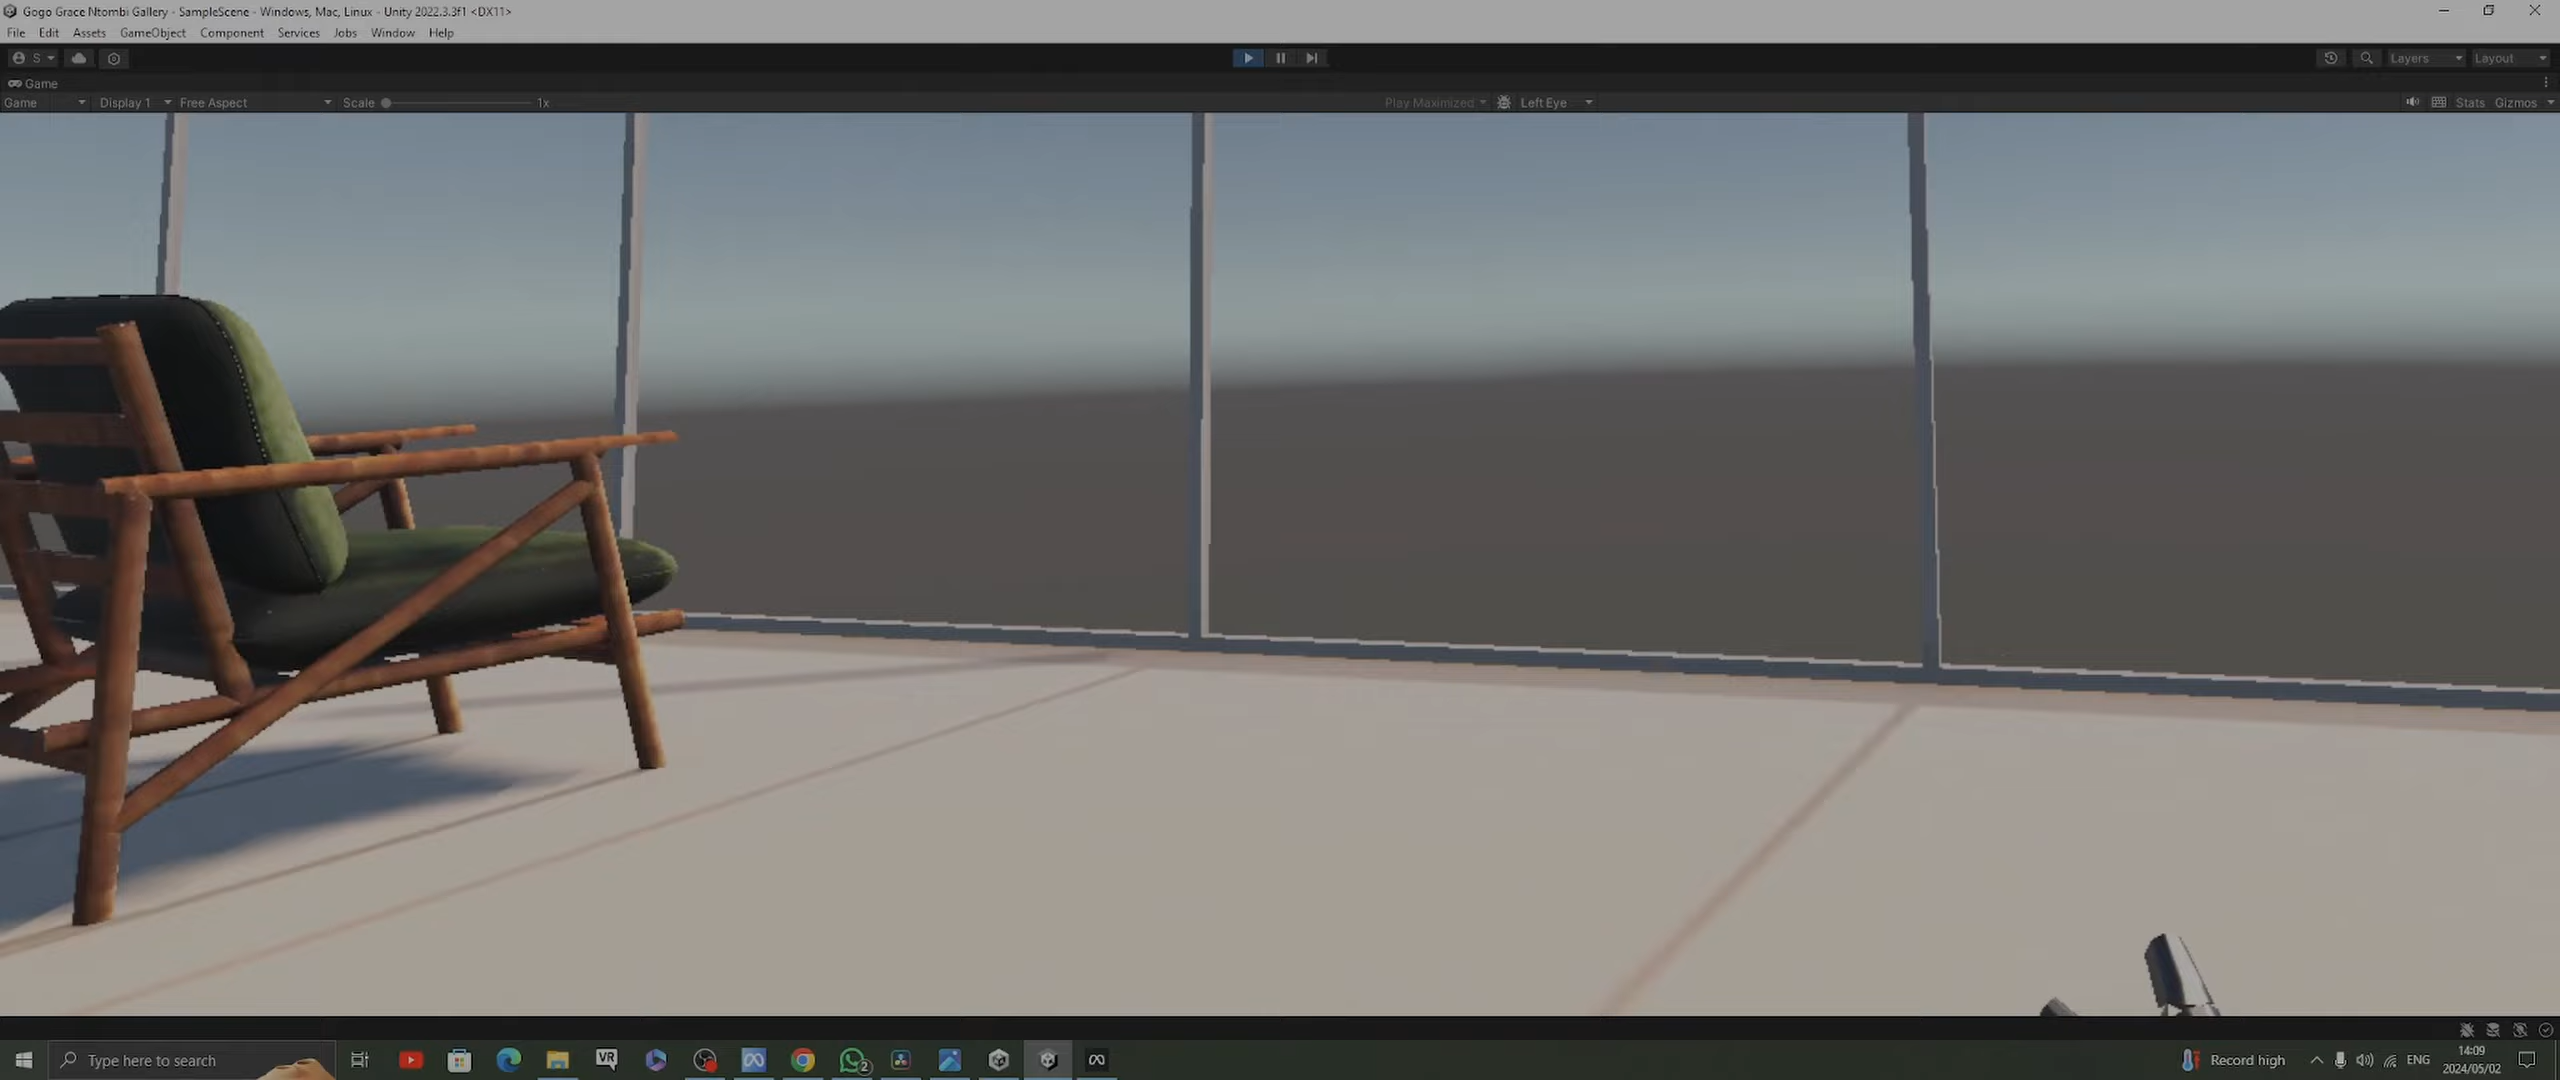 Gogo Grace Ntombi Gallery - SampleScene - Windows, Mac, Linux - Unity 2022.3.3f1 <DX11>
File Edit Assets GameObject Component Services Jobs Window Help
S Layers Layout
Game
Game Display 1 Free Aspect Scale 1x Play Maximized Left Eye Stats Gizmos
Type here to search VR 2 Record high ENG 14:09
2024/05/02